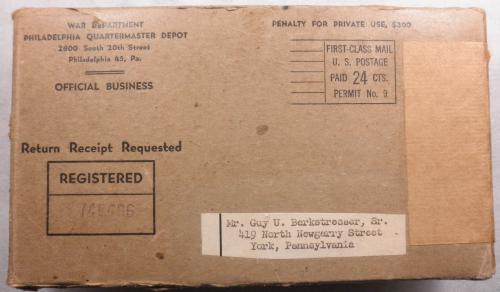 WAR DEPARTMENT
PHILADELPHIA QUARTERMASTER DEPOT
2800 South 20th Street
Philadelphia 45, Pa.
OFFICIAL BUSINESS
PENALTY FOR PRIVATE USE, $300
FIRST-CLASS MAIL
U. S. POSTAGE
PAID 24 CTS.
PERMIT No. 9
Return Receipt Requested
REGISTERED
Mr. Guy U. Berkstresser, Sr.
419 North Newgerry Street
York, Pennsylvania